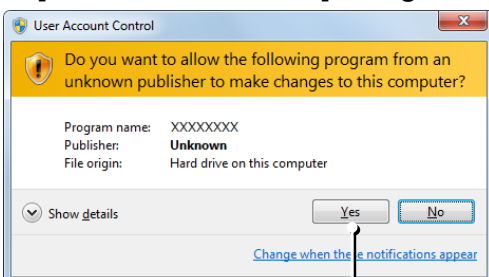 User Account Control
Do you want to allow the following program from an
unknown publisher to make changes to this computer?
Program name: XXXXXXXX
Publisher: Unknown
File origin: Hard drive on this computer
Show details
Yes No
Change when these notifications appear